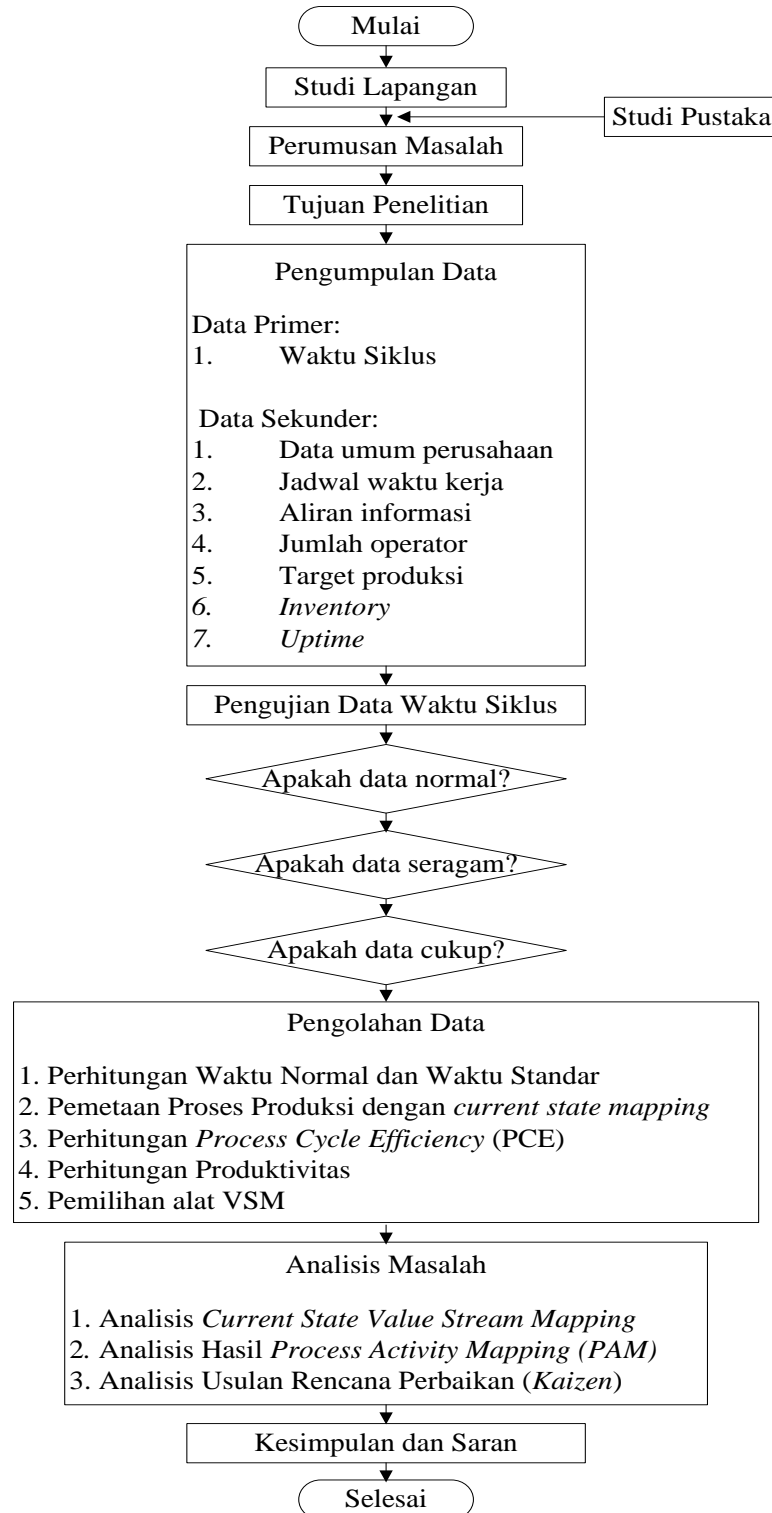 Mulai
Studi Lapangan
Studi Pustaka
Perumusan Masalah
Tujuan Penelitian
Pengumpulan Data
Data Primer:
1. Waktu Siklus
Data Sekunder:
1. Data umum perusahaan
2. Jadwal waktu kerja
3. Aliran informasi
4. Jumlah operator
5. Target produksi
6. Inventory
7. Uptime
Pengujian Data Waktu Siklus
Apakah data normal?
Apakah data seragam?
Apakah data cukup?
Pengolahan Data
1. Perhitungan Waktu Normal dan Waktu Standar
2. Pemetaan Proses Produksi dengan current state mapping
3. Perhitungan Process Cycle Efficiency (PCE)
4. Perhitungan Produktivitas
5. Pemilihan alat VSM
Analisis Masalah
1. Analisis Current State Value Stream Mapping
2. Analisis Hasil Process Activity Mapping (PAM)
3. Analisis Usulan Rencana Perbaikan (Kaizen)
Kesimpulan dan Saran
Selesai